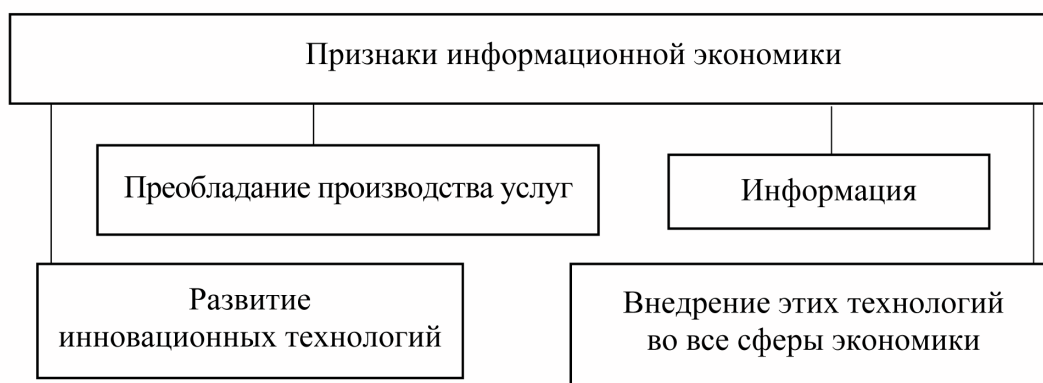 Признаки информационной экономики
Преобладание производства услуг
Информация
Развитие
инновационных технологий
Внедрение этих технологий
во все сферы экономики